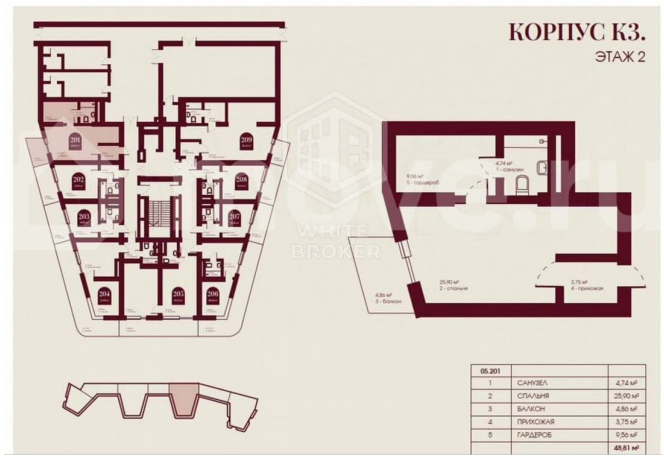 КОРПУС К3.
ЭТАЖ 2
201
209
202
208
203
207
204
205
206
WHITE
BROKER
move.ru
4,74 м²
1 - санузел
9,56 м²
5 - гардероб
25,90 м²
2 - спальня
3,75 м²
4 - прихожая
4,86 м²
3 - балкон
05.201
1 САНУЗЕЛ 4,74 м²
2 СПАЛЬНЯ 25,90 м²
3 БАЛКОН 4,86 м²
4 ПРИХОЖАЯ 3,75 м²
5 ГАРДЕРОБ 9,56 м²
48,81 м²